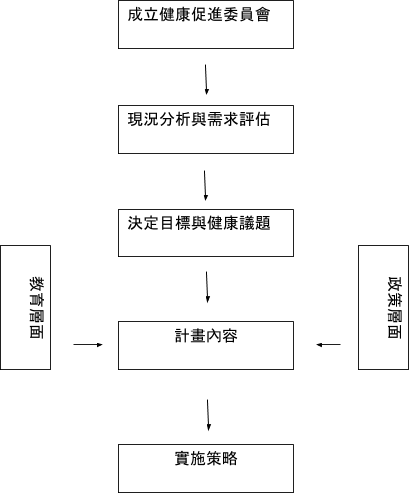 成立健康促進委員會
現況分析與需求評估
決定目標與健康議題
教育層面
政策層面
計畫內容
實施策略